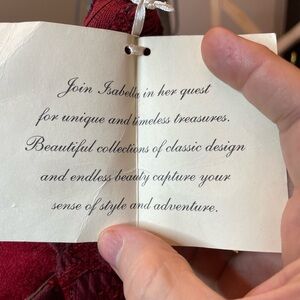 Join Isabella in her quest
for unique and timeless treasures.
Beautiful collections of classic design
and endless beauty capture your
sense of style and adventure.